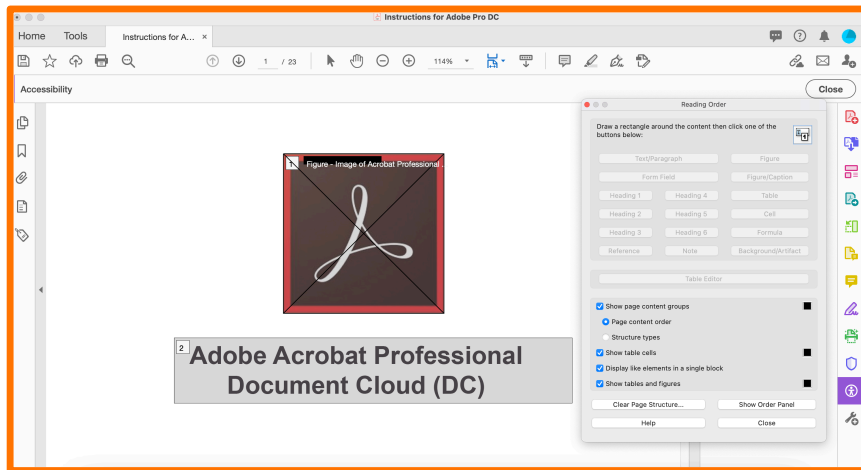 Instructions for Adobe Pro DC
Home
Tools
Instructions for A... ×
1 / 23
114%
Accessibility
Close
1
Figure - Image of Acrobat Professional
2
Adobe Acrobat Professional
Document Cloud (DC)
Reading Order
Draw a rectangle around the content then click one of the
buttons below:
Text/Paragraph
Figure
Form Field
Figure/Caption
Heading 1
Heading 4
Table
Heading 2
Heading 5
Cell
Heading 3
Heading 6
Formula
Reference
Note
Background/Artifact
Table Editor
Show page content groups
Page content order
Structure types
Show table cells
Display like elements in a single block
Show tables and figures
Clear Page Structure...
Show Order Panel
Help
Close